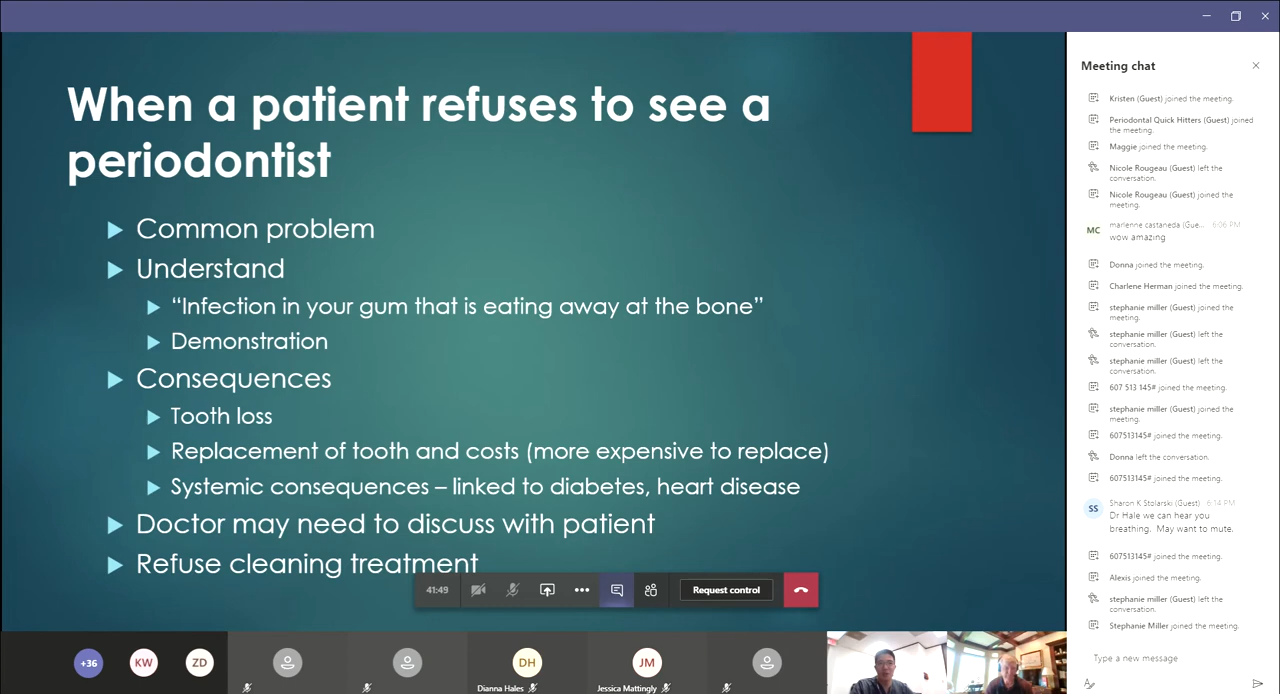 When a patient refuses to see a
periodontist
Common problem
Understand
“Infection in your gum that is eating away at the bone”
Demonstration
Consequences
Tooth loss
Replacement of tooth and costs (more expensive to replace)
Systemic consequences – linked to diabetes, heart disease
Doctor may need to discuss with patient
Refuse cleaning treatment
41:49
Request control
+36
KW
ZD
DH
Dianna Hales
JM
Jessica Mattingly
Meeting chat
Kristen (Guest) joined the meeting.
Periodontal Quick Hitters (Guest) joined
the meeting.
Maggie joined the meeting.
Nicole Rougeau (Guest) left the
conversation.
Nicole Rougeau (Guest) joined the
meeting.
MC
marlenne castaneda (Gue... 6:06 PM
wow amazing
Donna joined the meeting.
Charlene Herman joined the meeting.
stephanie miller (Guest) joined the
meeting.
stephanie miller (Guest) left the
conversation.
stephanie miller (Guest) left the
conversation.
607 513 145# joined the meeting.
stephanie miller (Guest) joined the
meeting.
607513145# joined the meeting.
Donna left the conversation.
607513145# joined the meeting.
SS
Sharon K Stolarski (Guest) 6:14 PM
Dr Hale we can hear you
breathing. May want to mute.
607513145# joined the meeting.
Alexis joined the meeting.
stephanie miller (Guest) left the
conversation.
Stephanie Miller joined the meeting.
Type a new message